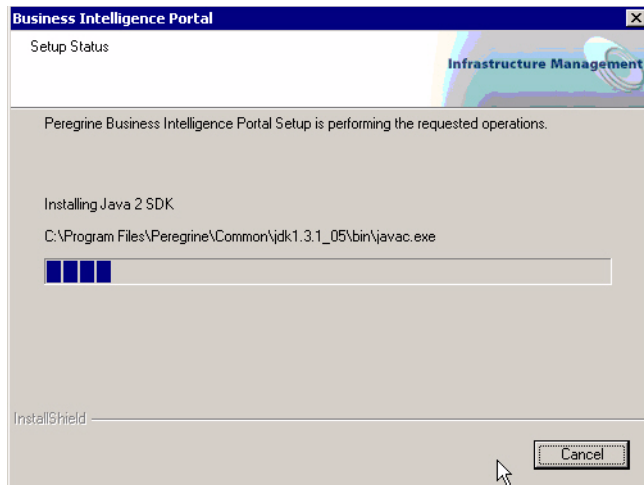 Business Intelligence Portal
Setup Status
Infrastructure Management
Peregrine Business Intelligence Portal Setup is performing the requested operations.
Installing Java 2 SDK
C:\Program Files\Peregrine\Common\jdk1.3.1_05\bin\javac.exe
InstallShield
Cancel